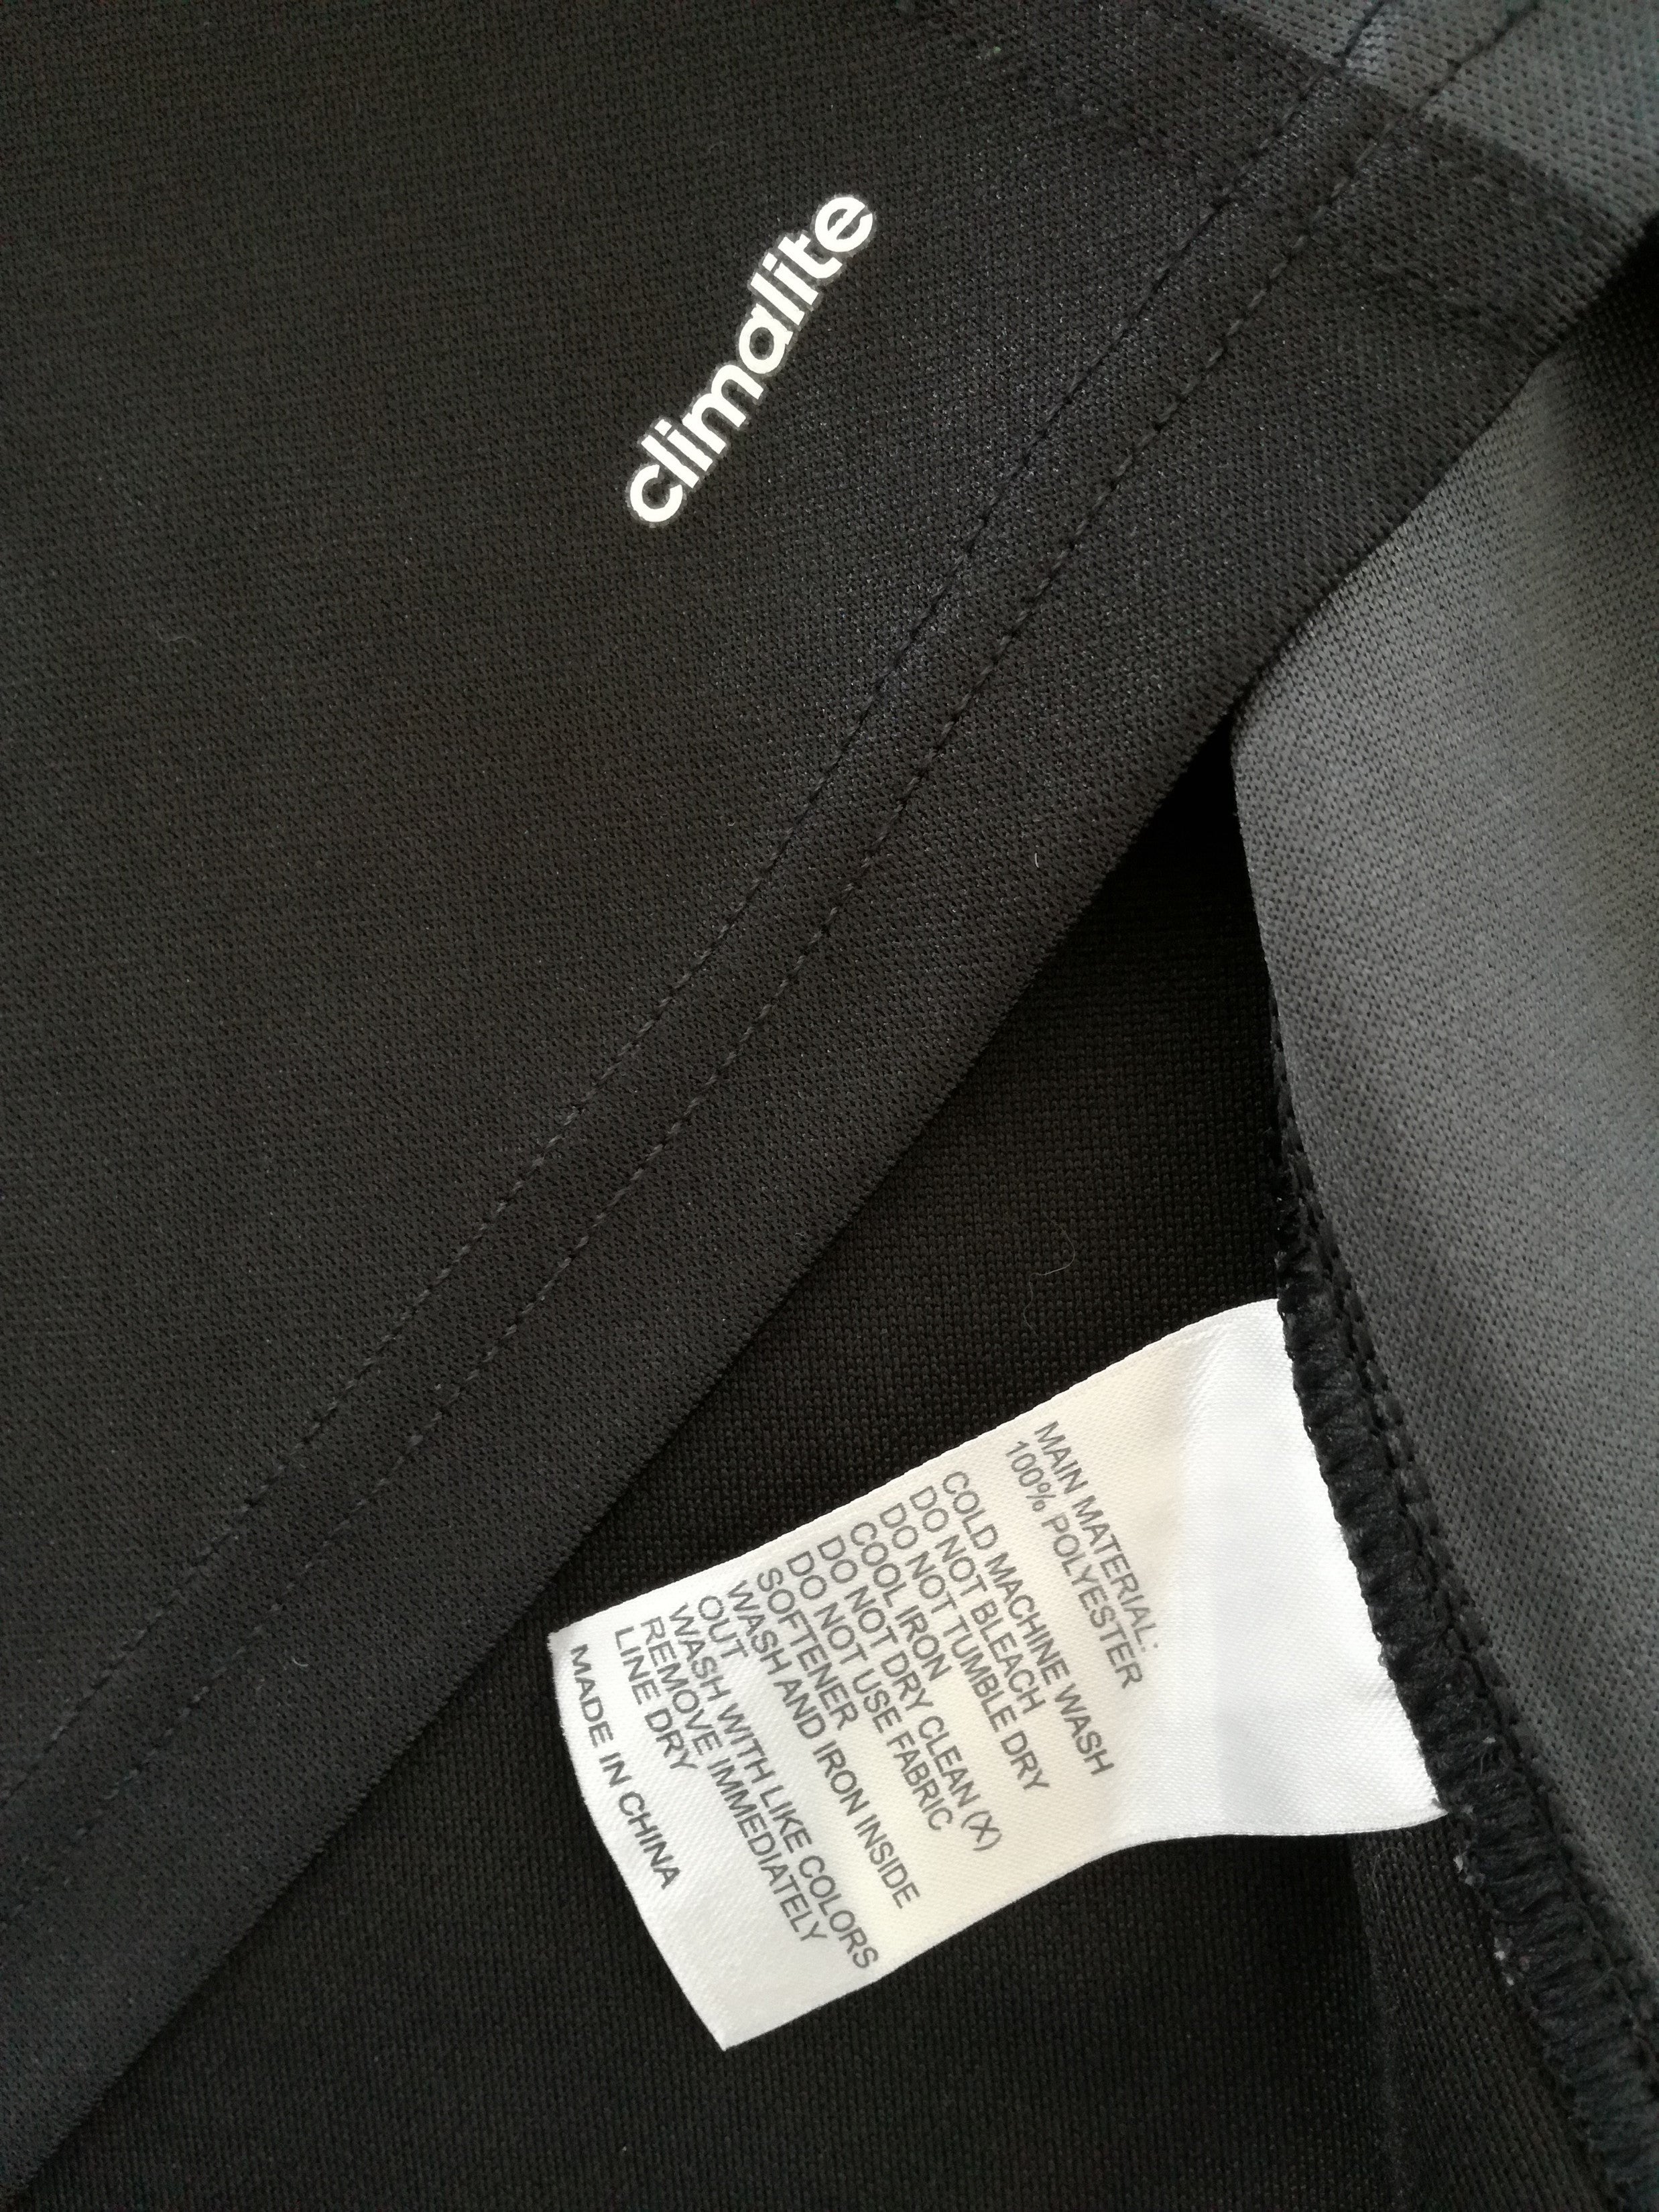 climalite
MAIN MATERIAL:
100% POLYESTER
COLD MACHINE WASH
DO NOT BLEACH
DO NOT TUMBLE DRY
COOL IRON
DO NOT DRY CLEAN (X)
DO NOT USE FABRIC
SOFTENER
WASH AND IRON INSIDE
OUT
WASH WITH LIKE COLORS
REMOVE IMMEDIATELY
LINE DRY
MADE IN CHINA